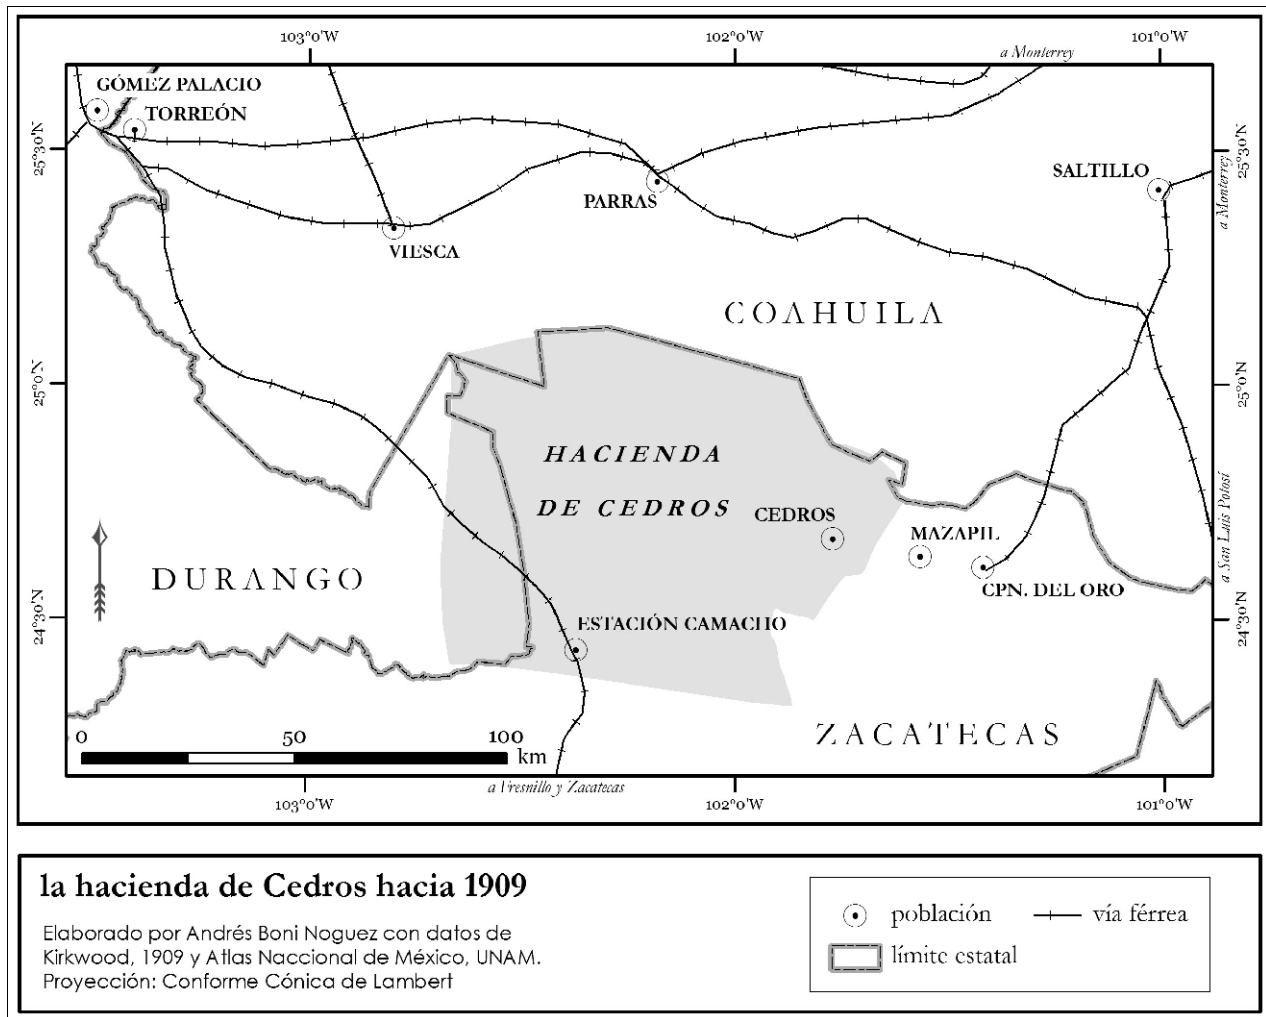 103°0'W 102°0'W 101°0'W
a Monterrey
GÓMEZ PALACIO
TORREÓN
25°30'N
25°30'N
SALTILLO
a Monterrey
PARRAS
VIESCA
COAHUILA
25°0'N
25°0'N
HACIENDA
DE CEDROS
CEDROS
MAZAPIL
a San Luis Potosí
DURANGO
CPN. DEL ORO
24°30'N
24°30'N
ESTACIÓN CAMACHO
ZACATECAS
0 50 100
km
a Fresnillo y Zacatecas
103°0'W 102°0'W 101°0'W
la hacienda de Cedros hacia 1909
Elaborado por Andrés Boni Noguez con datos de
Kirkwood, 1909 y Atlas Naccional de México, UNAM.
Proyección: Conforme Cónica de Lambert
población vía férrea
límite estatal